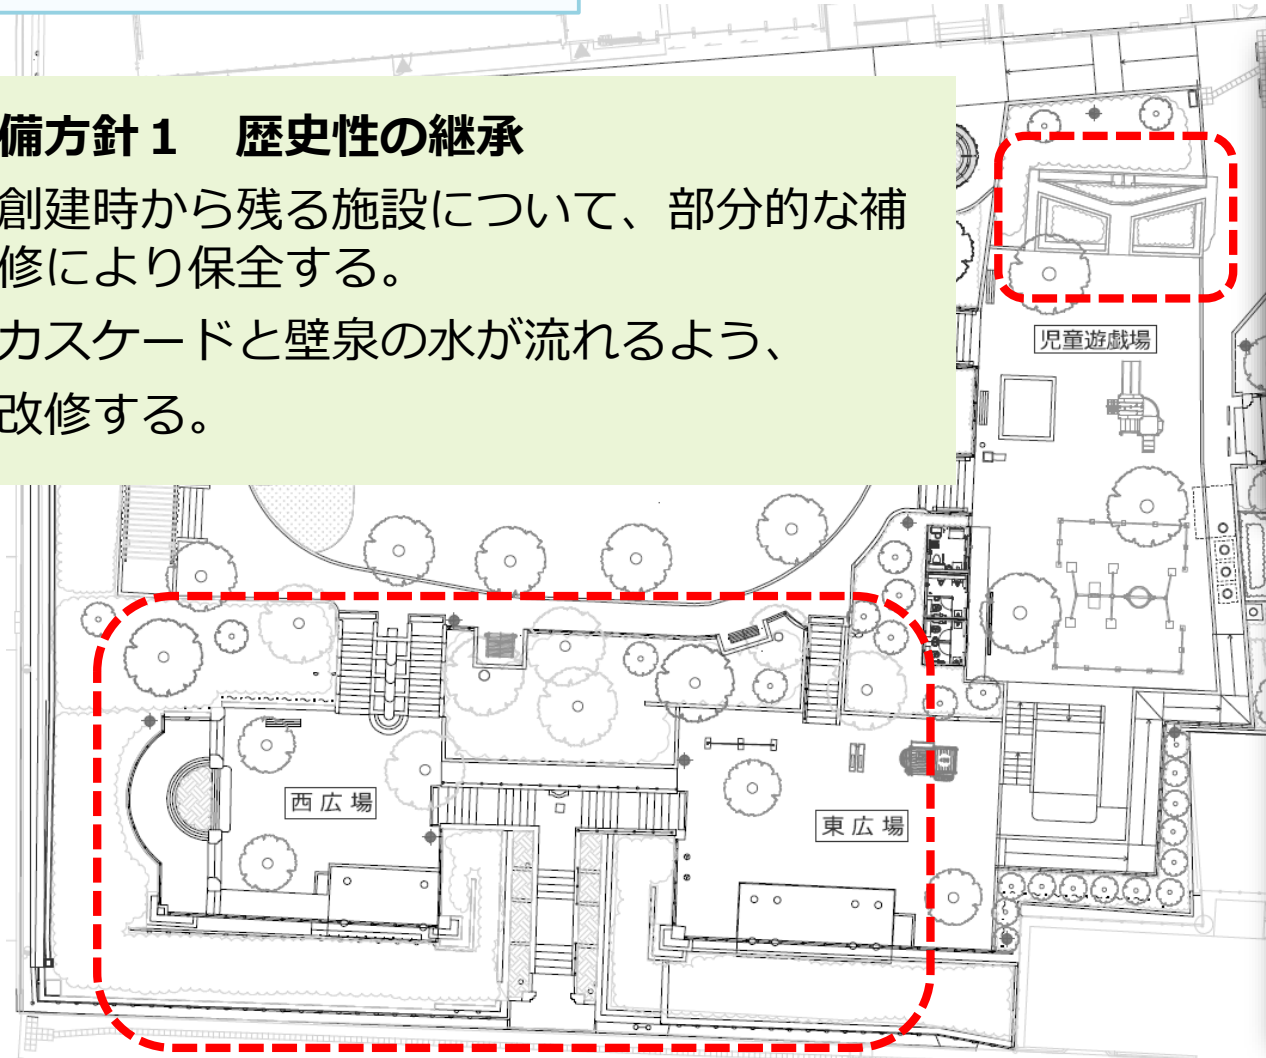 備方針１　歴史性の継承
創建時から残る施設について、部分的な補
修により保全する。
カスケードと壁泉の水が流れるよう、
改修する。
児童遊戯場
西広場
東広場